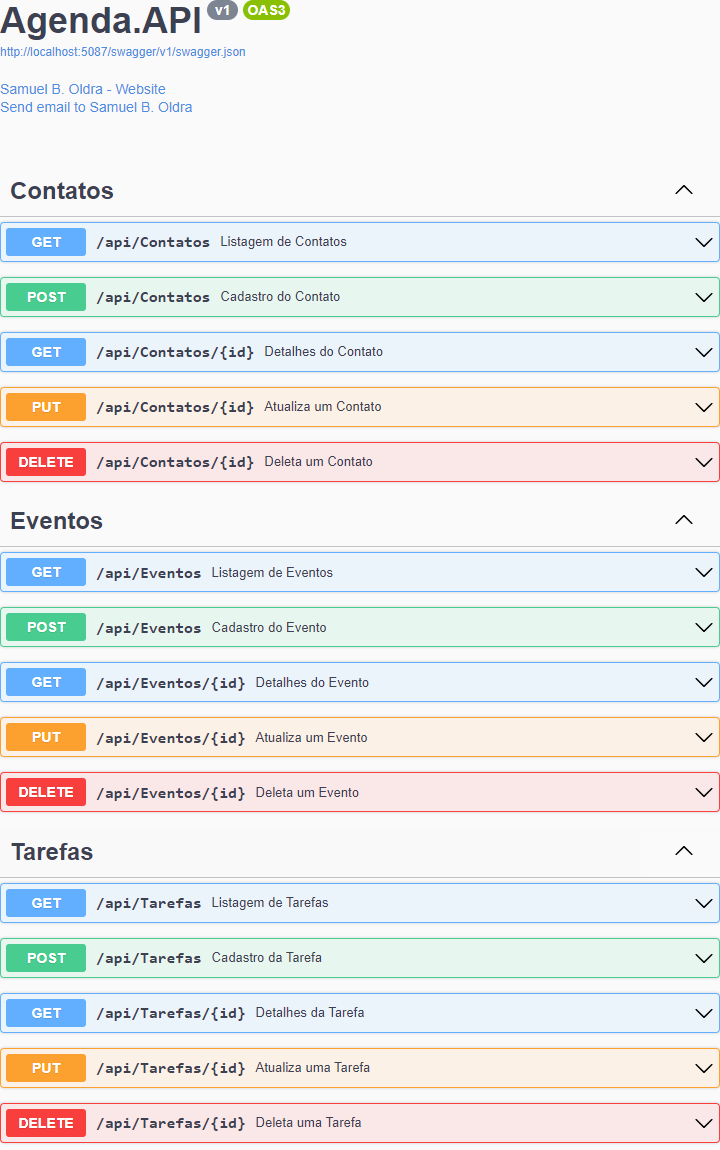 Agenda.API v1 OAS3
http://localhost:5087/swagger/v1/swagger.json
Samuel B. Oldra - Website
Send email to Samuel B. Oldra
Contatos
GET /api/Contatos Listagem de Contatos
POST /api/Contatos Cadastro do Contato
GET /api/Contatos/{id} Detalhes do Contato
PUT /api/Contatos/{id} Atualiza um Contato
DELETE /api/Contatos/{id} Deleta um Contato
Eventos
GET /api/Eventos Listagem de Eventos
POST /api/Eventos Cadastro do Evento
GET /api/Eventos/{id} Detalhes do Evento
PUT /api/Eventos/{id} Atualiza um Evento
DELETE /api/Eventos/{id} Deleta um Evento
Tarefas
GET /api/Tarefas Listagem de Tarefas
POST /api/Tarefas Cadastro da Tarefa
GET /api/Tarefas/{id} Detalhes da Tarefa
PUT /api/Tarefas/{id} Atualiza uma Tarefa
DELETE /api/Tarefas/{id} Deleta uma Tarefa